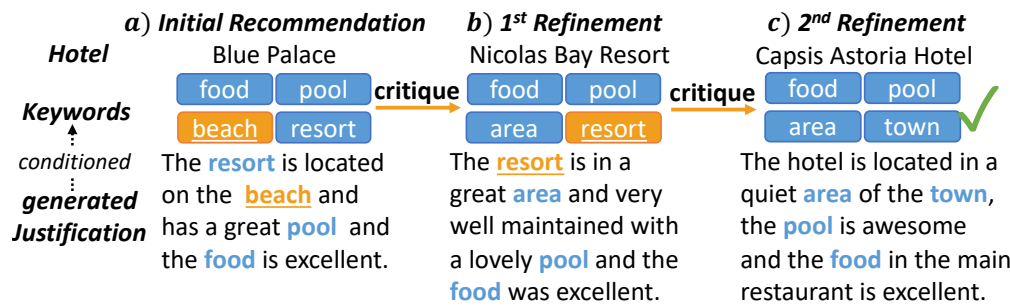 a) Initial Recommendation
b) 1st Refinement
c) 2nd Refinement
Hotel
Blue Palace
Nicolas Bay Resort
Capsis Astoria Hotel
Keywords
food pool
beach resort
critique
food pool
area resort
critique
food pool
area town
conditioned
generated
Justification
The resort is located
on the beach and
has a great pool and
the food is excellent.
The resort is in a
great area and very
well maintained with
a lovely pool and the
food was excellent.
The hotel is located in a
quiet area of the town,
the pool is awesome
and the food in the main
restaurant is excellent.